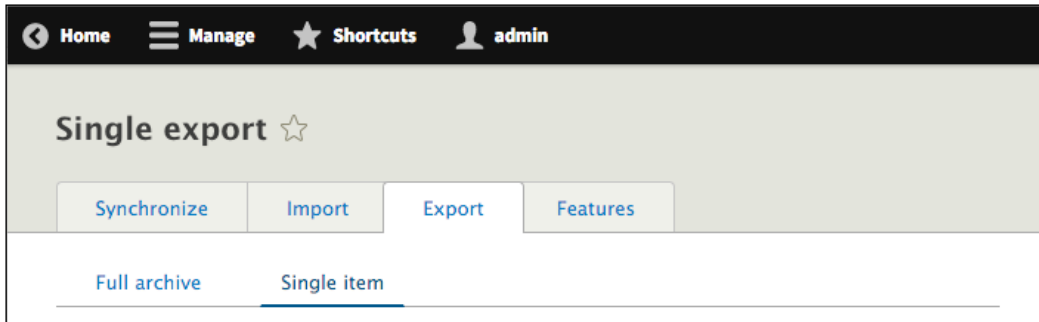 Home Manage Shortcuts admin
Single export
Synchronize Import Export Features
Full archive Single item